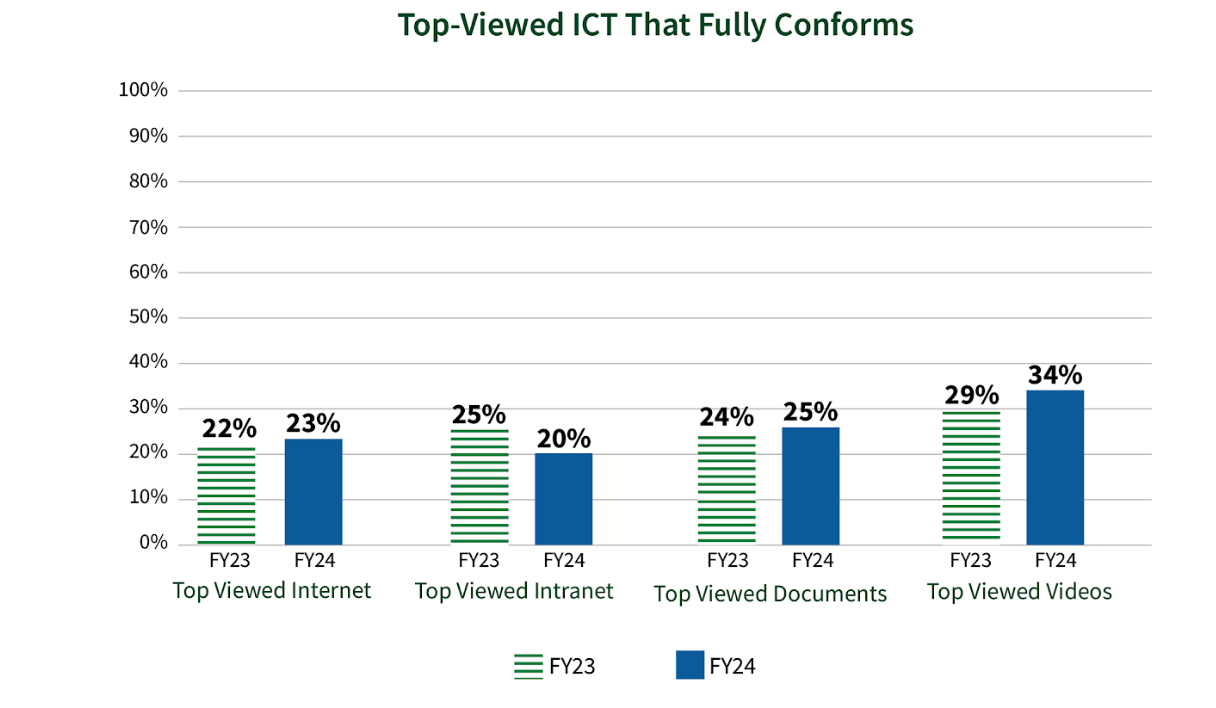 Top-Viewed ICT That Fully Conforms
100%
90%
80%
70%
60%
50%
40%
30%
20%
10%
0%
22% 23% 25% 20% 24% 25% 29% 34%
FY23 FY24 FY23 FY24 FY23 FY24 FY23 FY24
Top Viewed Internet Top Viewed Intranet Top Viewed Documents Top Viewed Videos
FY23 FY24